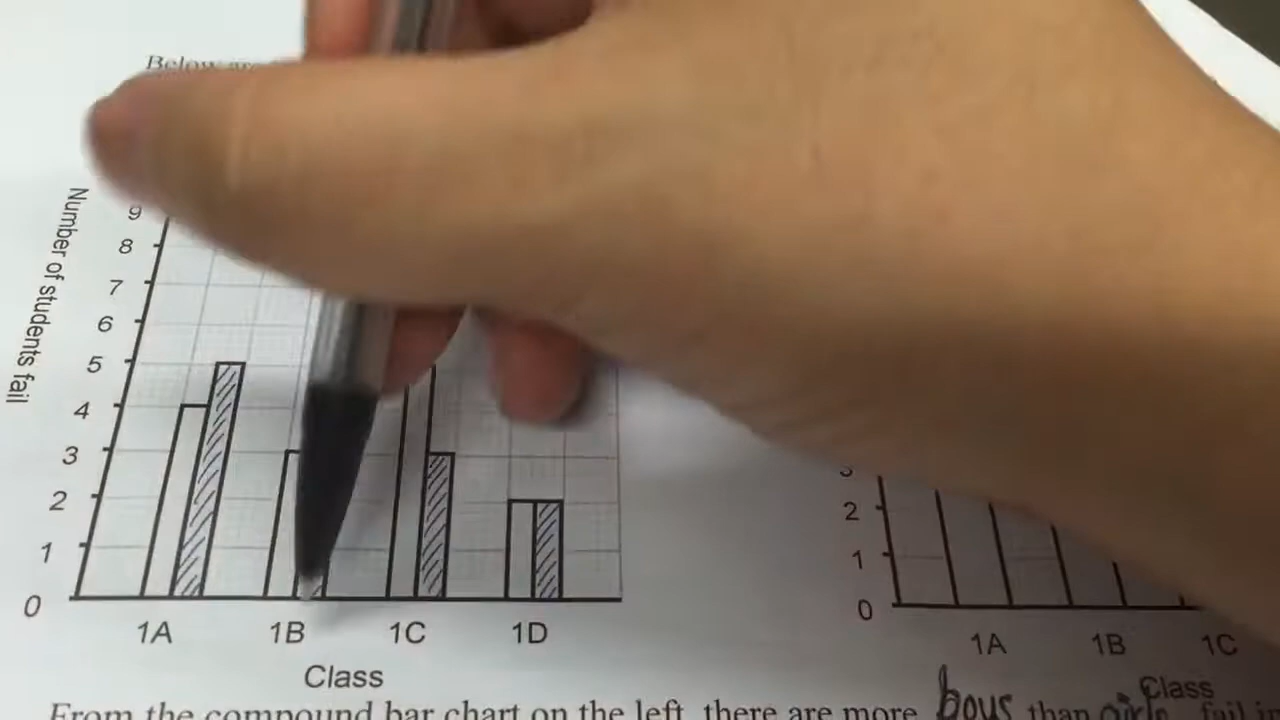 Below are
Number of students fail
9
8
7
6
5
4
3
2
1
0
1A 1B 1C 1D
Class
3
2
1
0
1A 1B 1C
Class
From the compound bar chart on the left, there are more boys than girls fail in